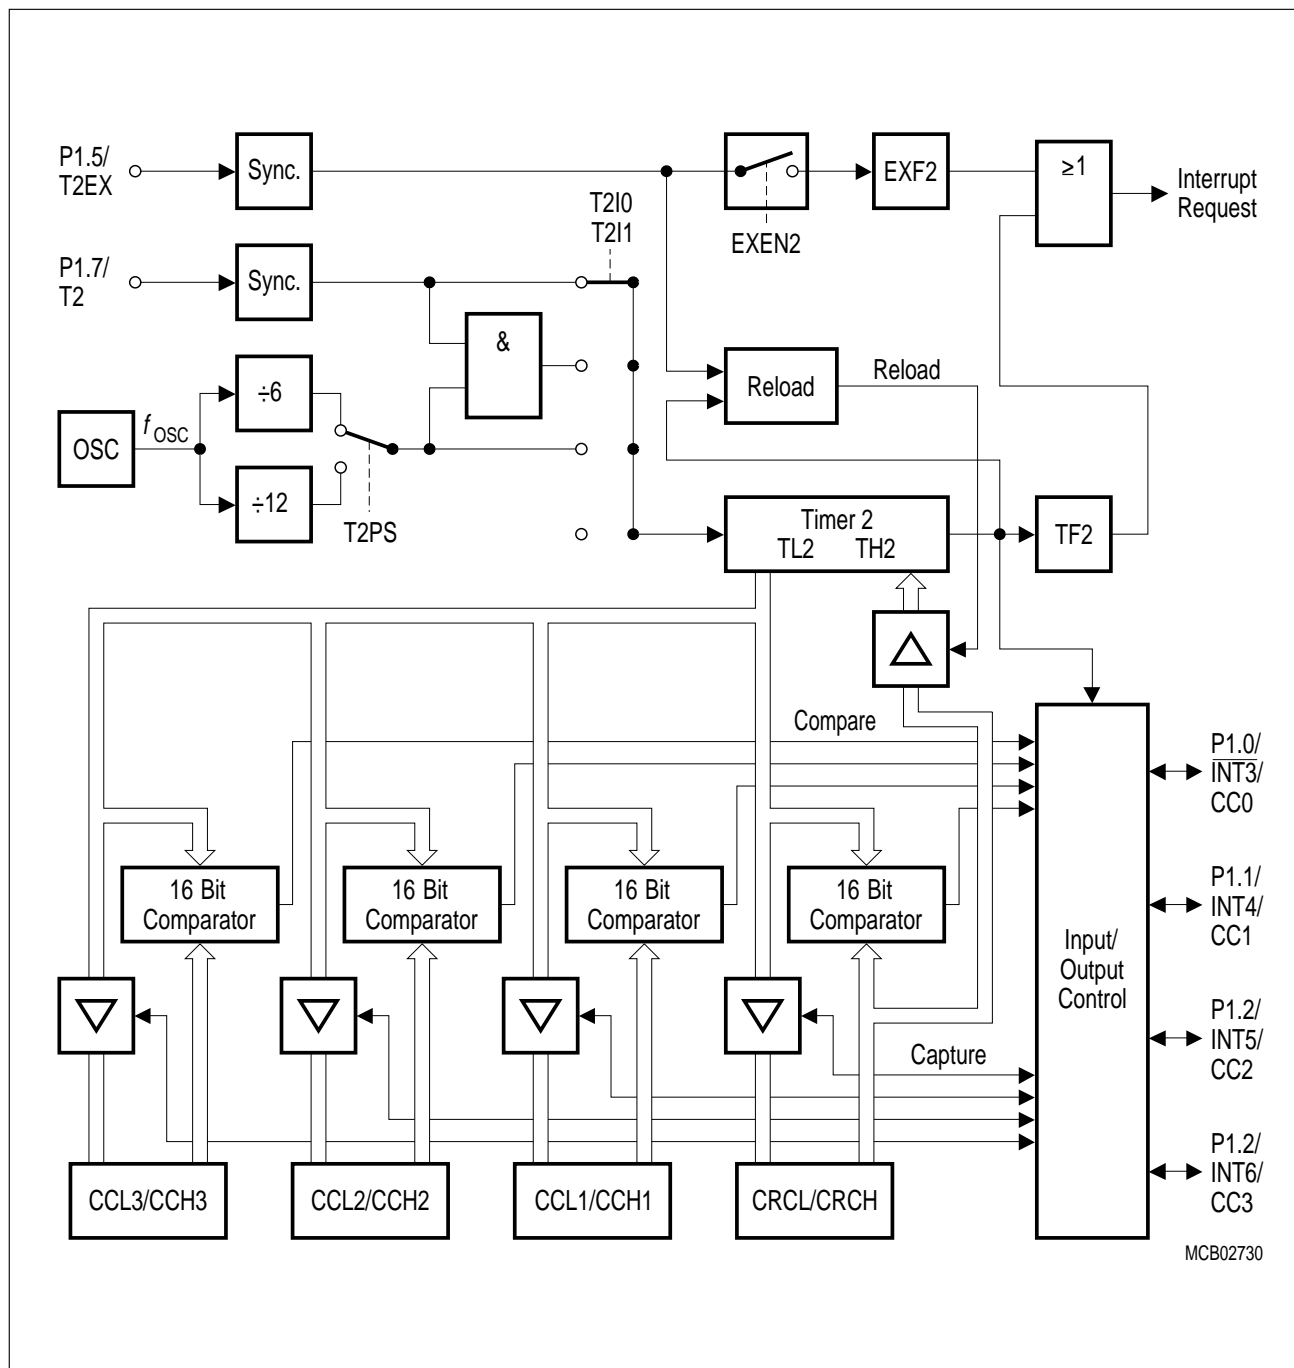 P1.5/
T2EX
Sync.
EXEN2
EXF2
≥1
Interrupt
Request
P1.7/
T2
Sync.
T2I0
T2I1
&
OSC
fOSC
÷6
÷12
T2PS
Reload
Reload
Timer 2
TL2 TH2
TF2
Compare
16 Bit
Comparator
16 Bit
Comparator
16 Bit
Comparator
16 Bit
Comparator
Capture
CCL3/CCH3
CCL2/CCH2
CCL1/CCH1
CRCL/CRCH
Input/
Output
Control
P1.0/
INT3/
CC0
P1.1/
INT4/
CC1
P1.2/
INT5/
CC2
P1.2/
INT6/
CC3
MCB02730